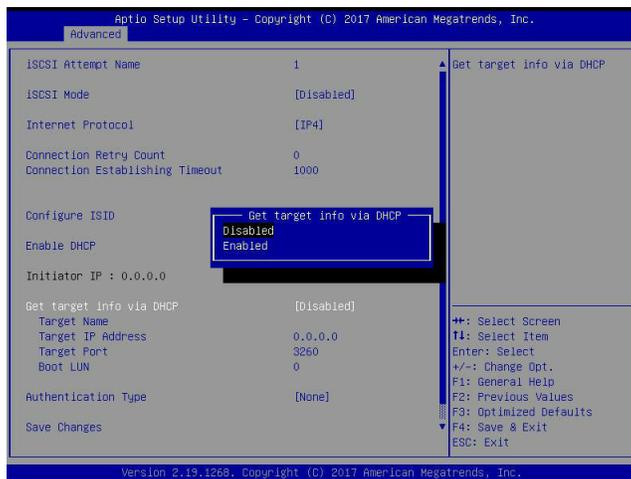 Aptio Setup Utility – Copyright (C) 2017 American Megatrends, Inc.
Advanced
iSCSI Attempt Name 1
iSCSI Mode [Disabled]
Internet Protocol [IP4]
Connection Retry Count 0
Connection Establishing Timeout 1000
Configure ISID
Enable DHCP
Initiator IP : 0.0.0.0
Get target info via DHCP [Disabled]
Target Name
Target IP Address 0.0.0.0
Target Port 3260
Boot LUN 0
Authentication Type [None]
Save Changes
Get target info via DHCP
Disabled
Enabled
Get target info via DHCP
→←: Select Screen
↑↓: Select Item
Enter: Select
+/-: Change Opt.
F1: General Help
F2: Previous Values
F3: Optimized Defaults
F4: Save & Exit
ESC: Exit
Version 2.19.1268. Copyright (C) 2017 American Megatrends, Inc.